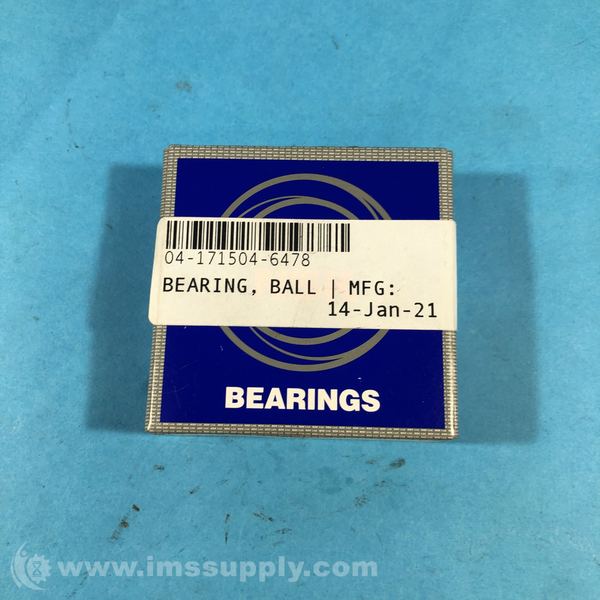 04-171504-6478
BEARING, BALL | MFG:
14-Jan-21
BEARINGS
www.imssupply.com